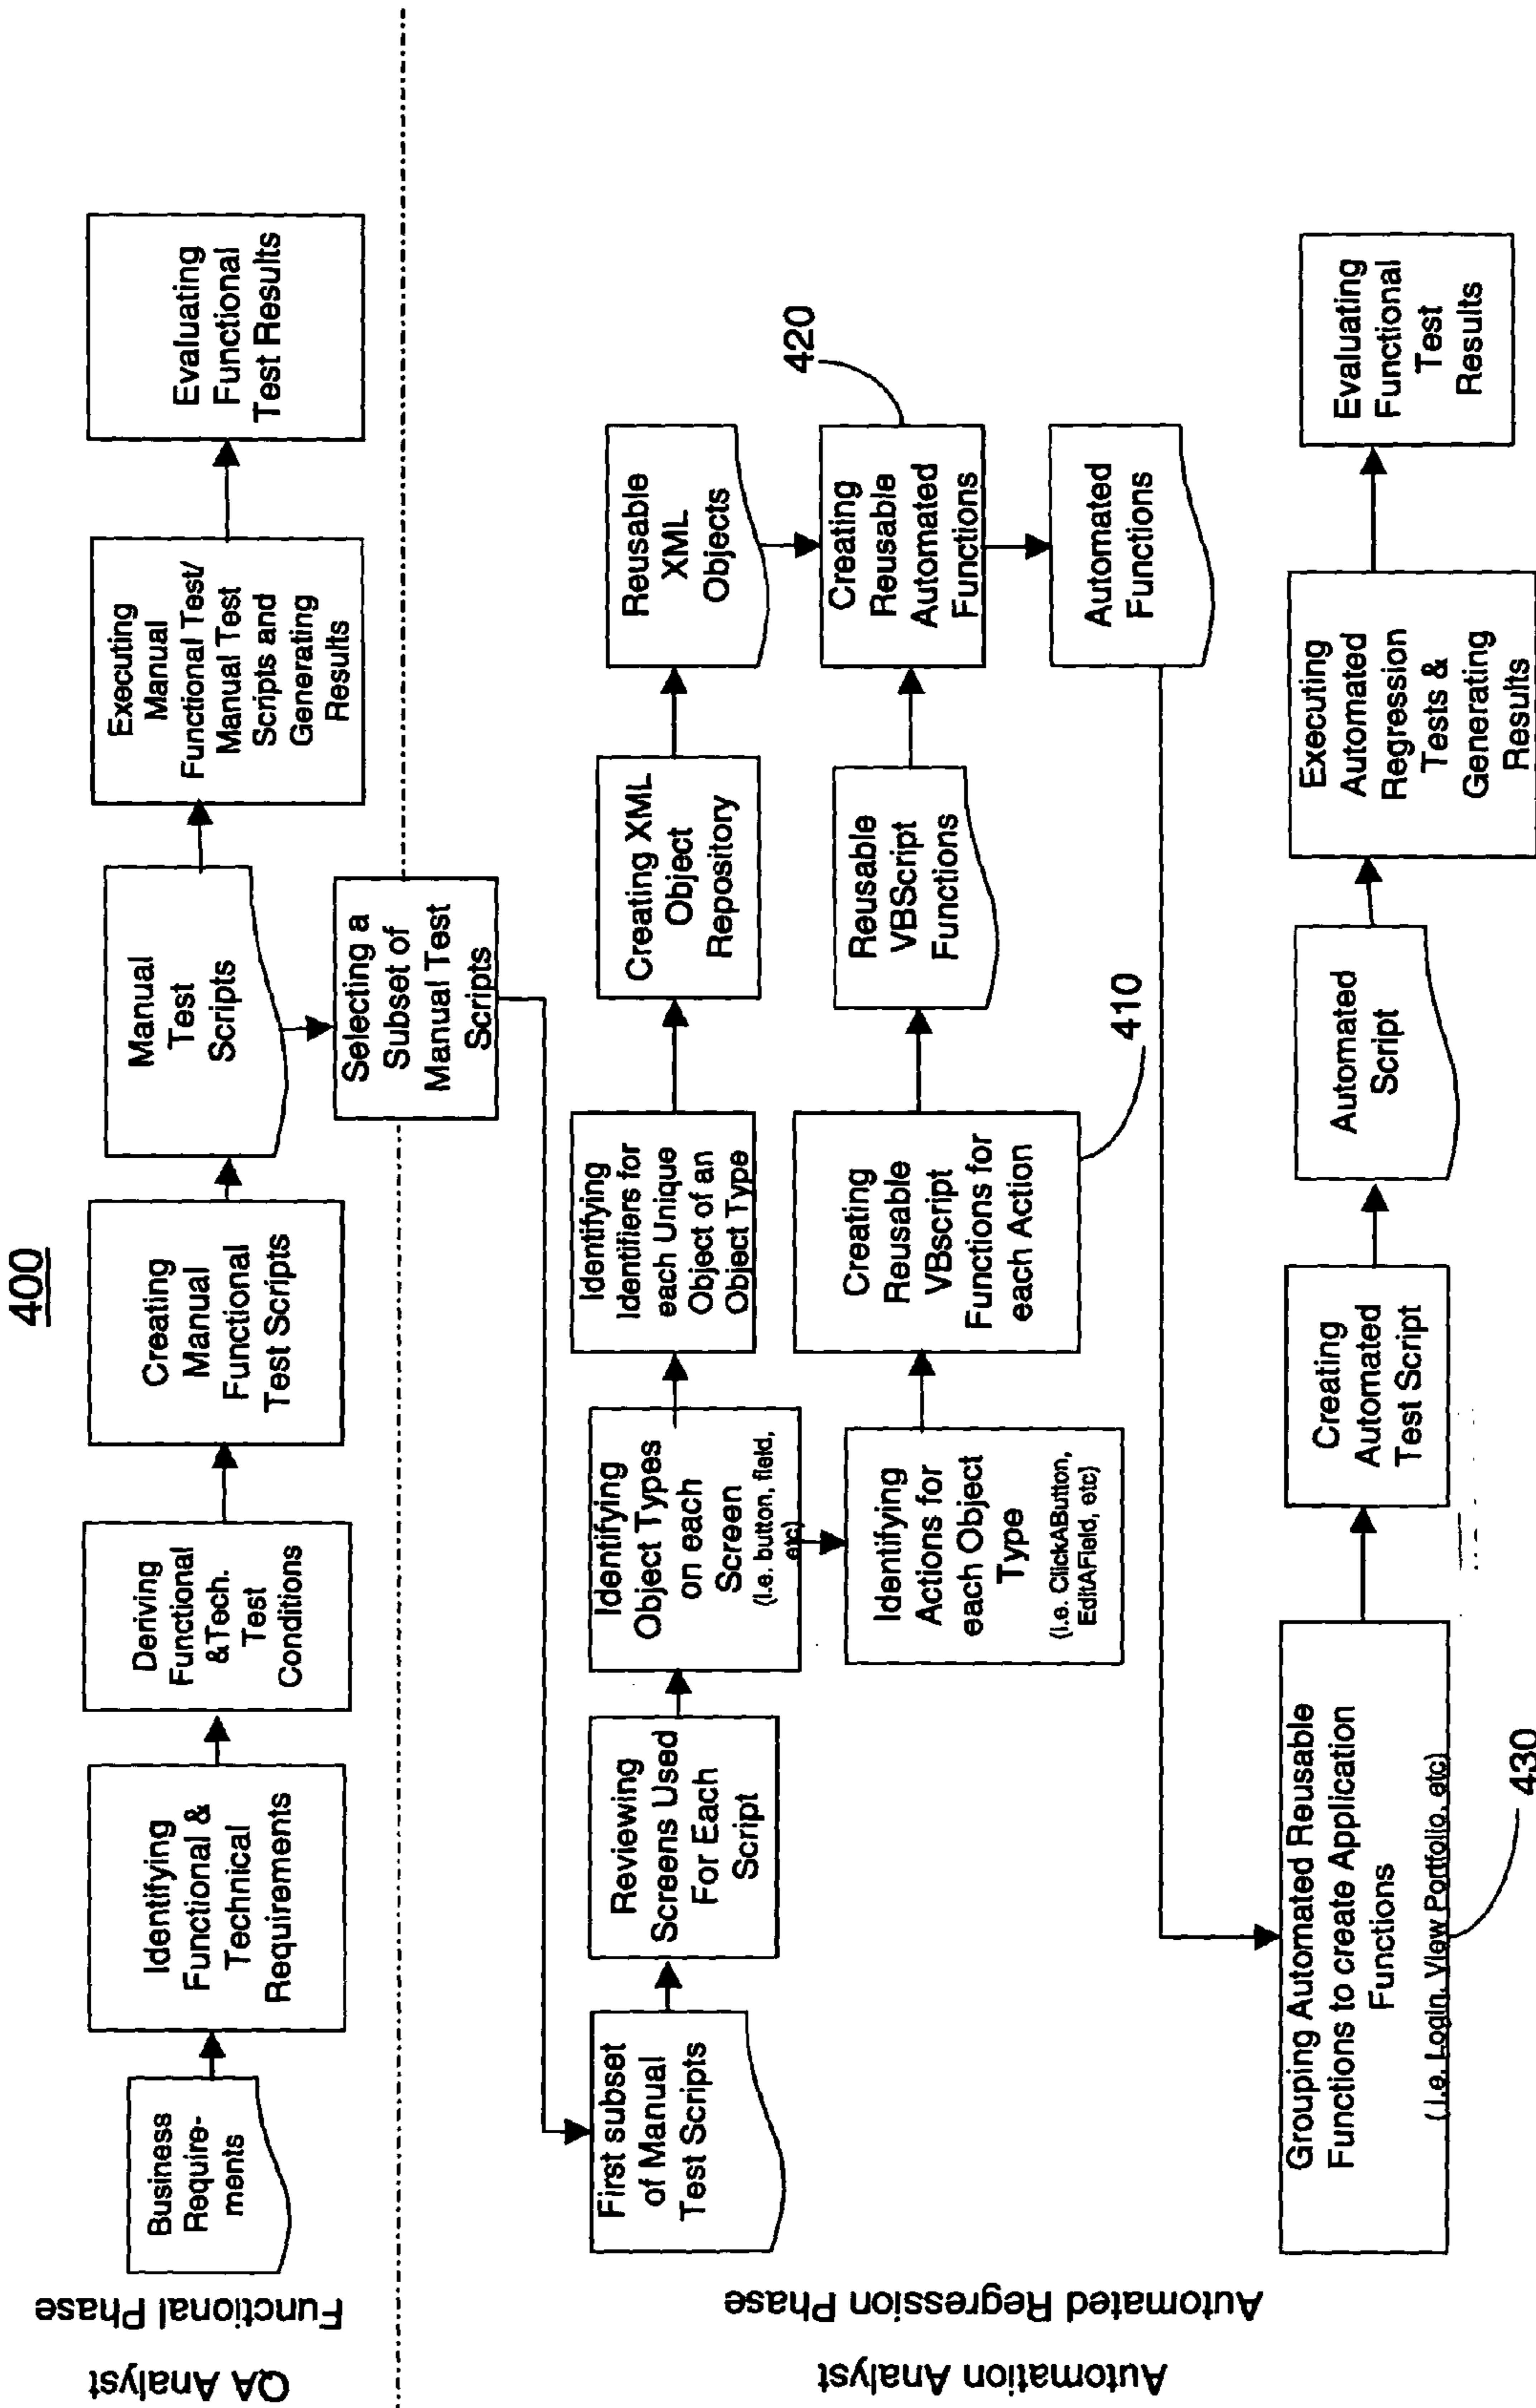 400
QA Analyst
Functional Phase
Business
Require-
ments
Identifying
Functional &
Technical
Requirements
Deriving
Functional
&Tech.
Test
Conditions
Creating
Manual
Functional
Test Scripts
Manual
Test
Scripts
Executing
Manual
Functional Test/
Manual Test
Scripts and
Generating
Results
Evaluating
Functional
Test Results
Selecting a
Subset of
Manual Test
Scripts
Automation Analyst
Automated Regression Phase
First subset
of Manual
Test Scripts
Reviewing
Screens Used
For Each
Script
Identifying
Object Types
on each
Screen
(i.e. button, field,
etc)
Identifying
Identifiers for
each Unique
Object of an
Object Type
Creating XML
Object
Repository
Reusable
XML
Objects
Identifying
Actions for
each Object
Type
(i.e. ClickAButton,
EditAField, etc)
Creating
Reusable
VBscript
Functions for
each Action
410
Reusable
VBScript
Functions
Creating
Reusable
Automated
Functions
420
Automated
Functions
Grouping Automated Reusable
Functions to create Application
Functions
( i.e. Login, View Portfolio, etc)
430
Creating
Automated
Test Script
Automated
Script
Executing
Automated
Regression
Tests &
Generating
Results
Evaluating
Functional
Test
Results